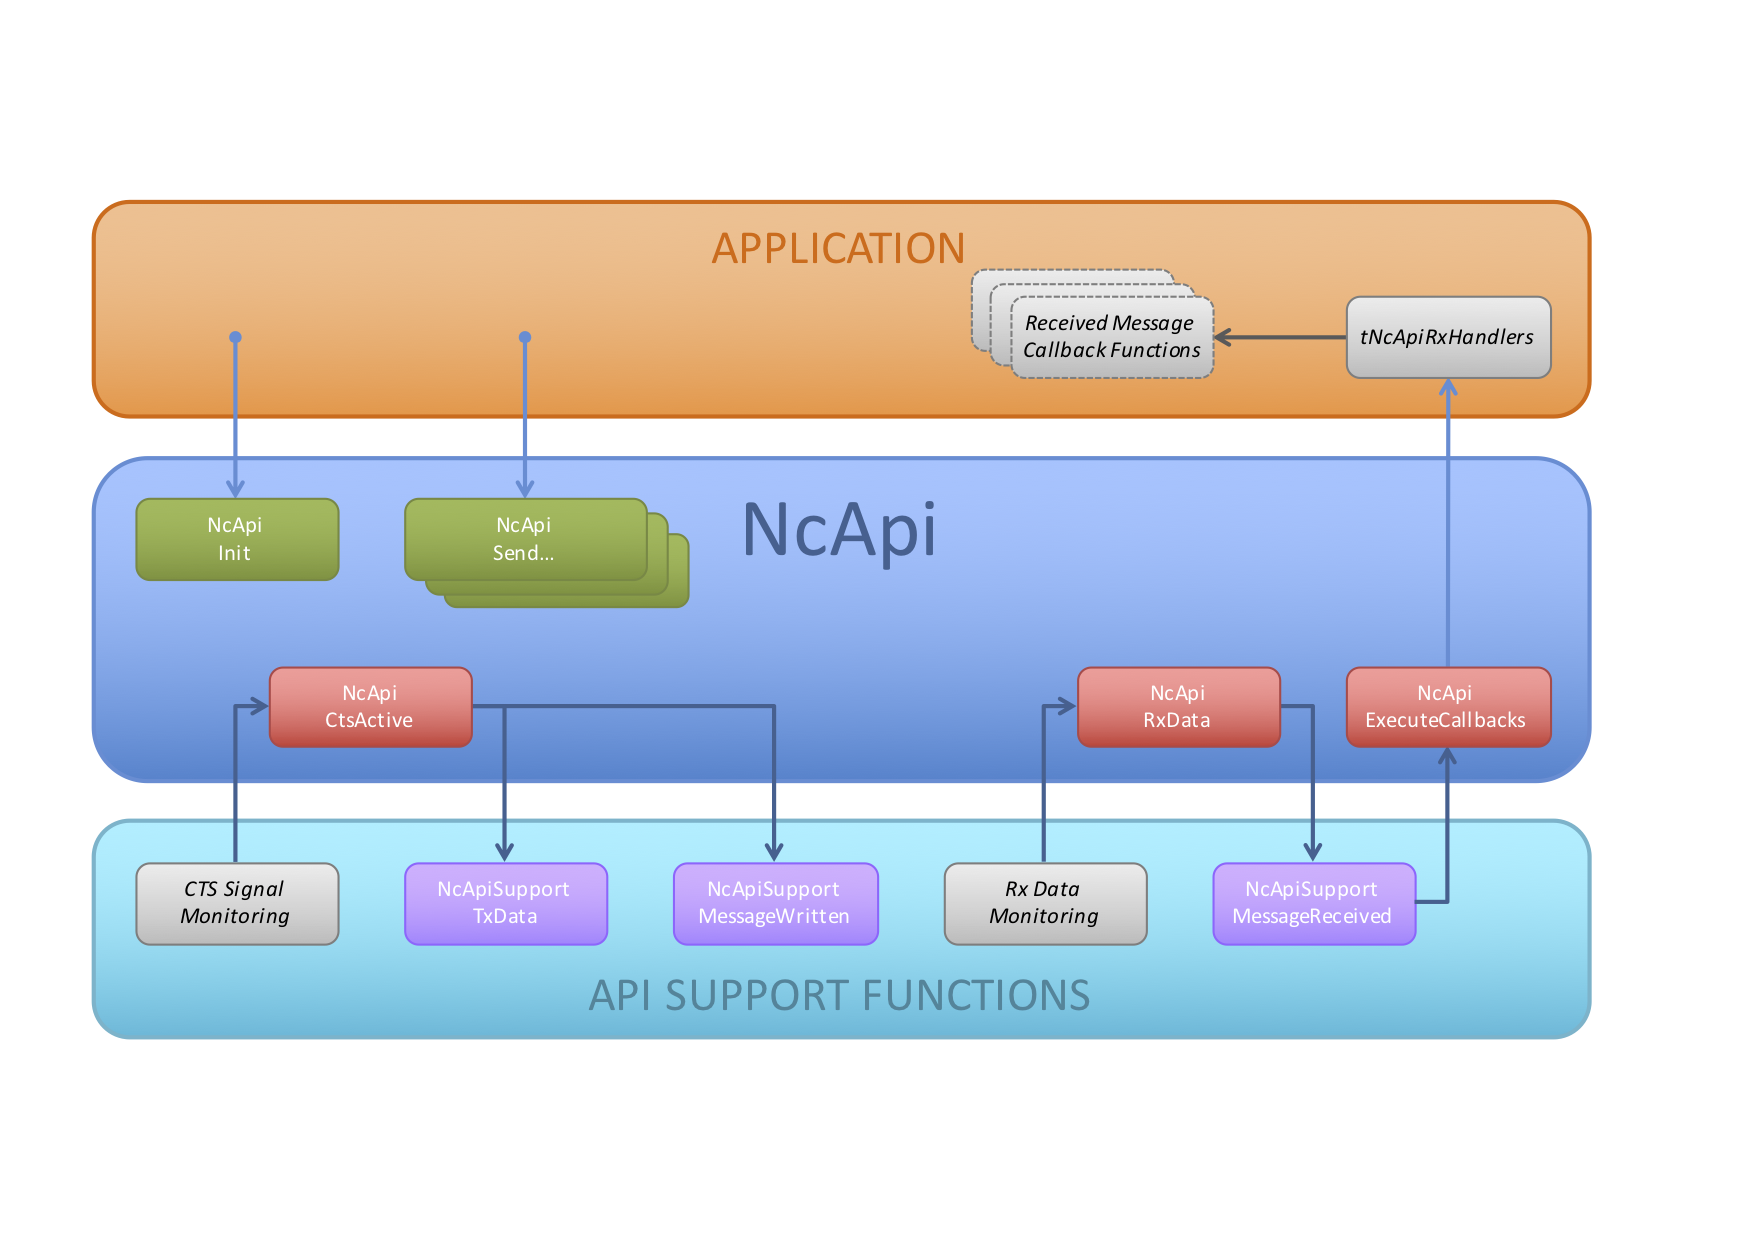 APPLICATION
Received Message
Callback Functions
tNcApiRxHandlers
NcApi
Init
NcApi
Send...
NcApi
NcApi
CtsActive
NcApi
RxData
NcApi
ExecuteCallbacks
CTS Signal
Monitoring
NcApiSupport
TxData
NcApiSupport
MessageWritten
Rx Data
Monitoring
NcApiSupport
MessageReceived
API SUPPORT FUNCTIONS